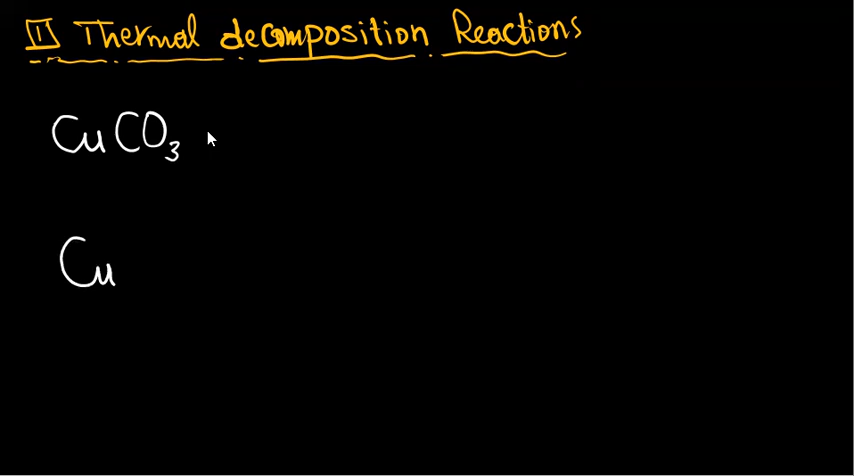 II Thermal decomposition Reactions
CuCO₃
Cu